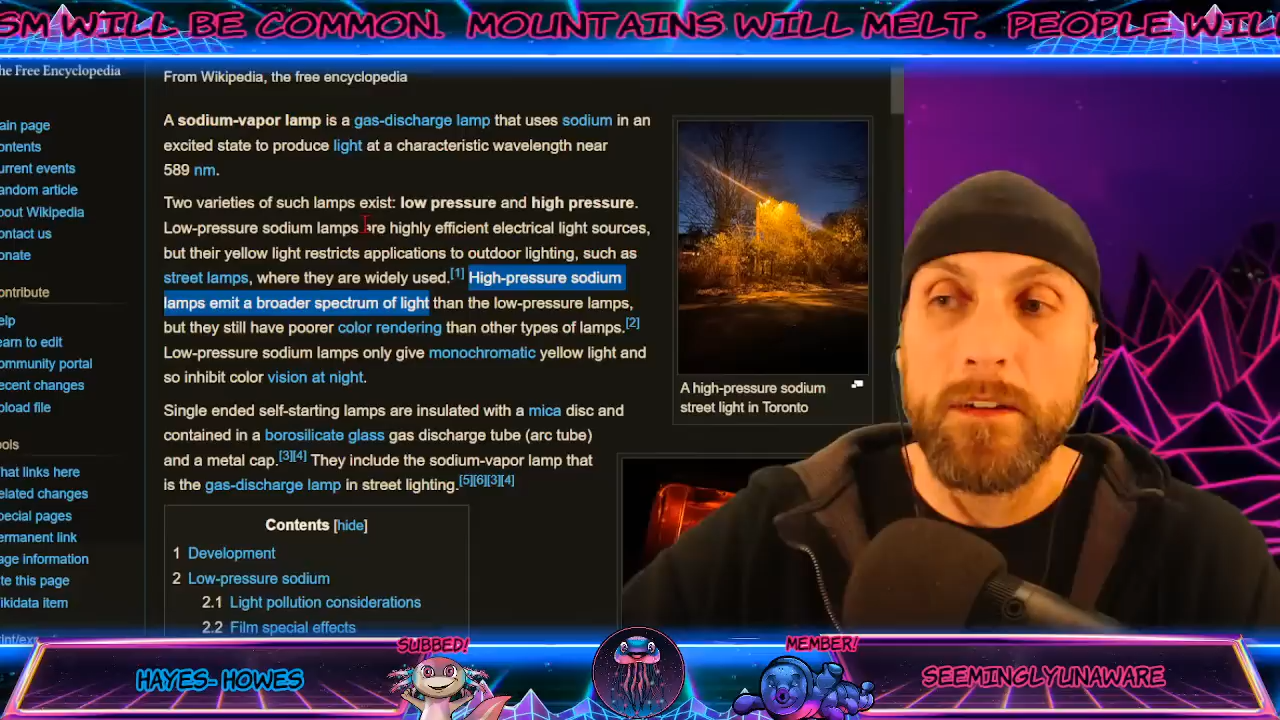 SM WILL BE COMMON. MOUNTAINS WILL MELT. PEOPLE WIL
he Free Encyclopedia
ain page
ontents
urrent events
andom article
bout Wikipedia
ontact us
onate
ontribute
elp
earn to edit
ommunity portal
ecent changes
pload file
ools
hat links here
elated changes
pecial pages
ermanent link
age information
ite this page
ikidata item
From Wikipedia, the free encyclopedia
A sodium-vapor lamp is a gas-discharge lamp that uses sodium in an
excited state to produce light at a characteristic wavelength near
589 nm.
Two varieties of such lamps exist: low pressure and high pressure.
Low-pressure sodium lamps are highly efficient electrical light sources,
but their yellow light restricts applications to outdoor lighting, such as
street lamps, where they are widely used.[1] High-pressure sodium
lamps emit a broader spectrum of light than the low-pressure lamps,
but they still have poorer color rendering than other types of lamps.[2]
Low-pressure sodium lamps only give monochromatic yellow light and
so inhibit color vision at night.
Single ended self-starting lamps are insulated with a mica disc and
contained in a borosilicate glass gas discharge tube (arc tube)
and a metal cap.[3][4] They include the sodium-vapor lamp that
is the gas-discharge lamp in street lighting.[5][6][3][4]
Contents [hide]
1 Development
2 Low-pressure sodium
2.1 Light pollution considerations
2.2 Film special effects
A high-pressure sodium
street light in Toronto
SUBBED!
HAYES- HOWES
MEMBER!
SEEMINGLYUNAWARE